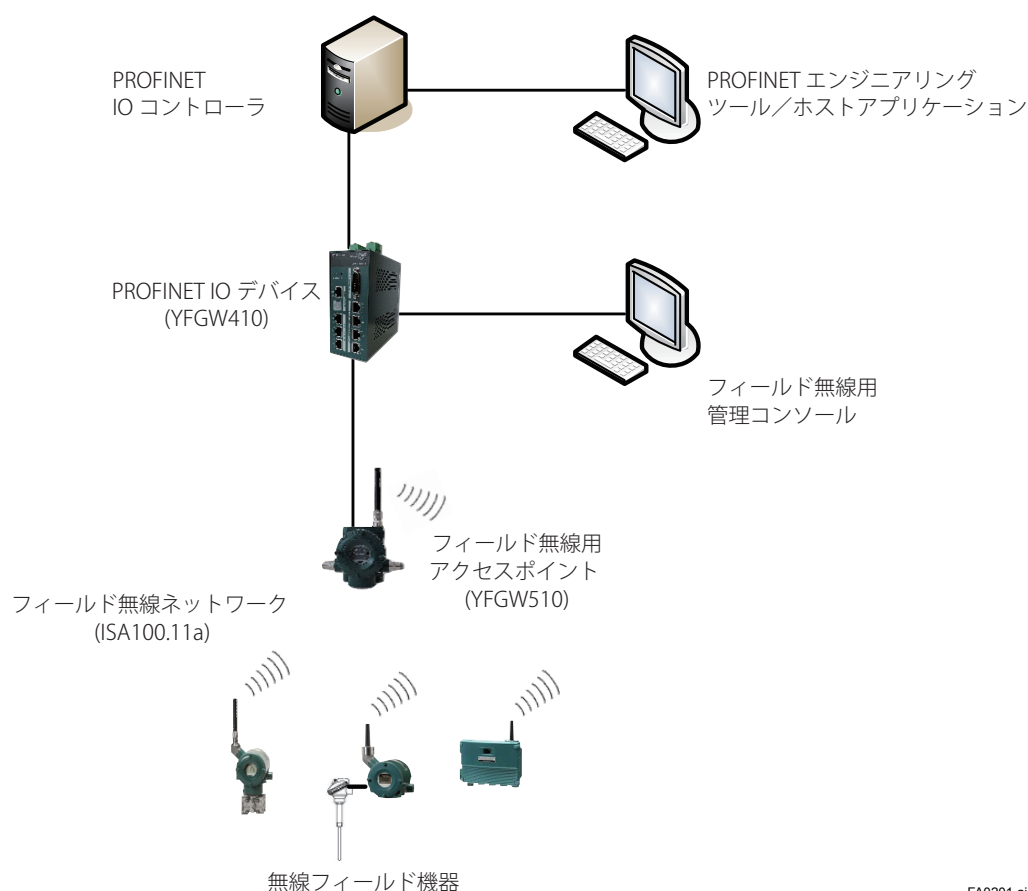 PROFINET
IO コントローラ
PROFINET エンジニアリング
ツール／ホストアプリケーション
PROFINET IO デバイス
(YFGW410)
フィールド無線用
管理コンソール
フィールド無線用
アクセスポイント
(YFGW510)
フィールド無線ネットワーク
(ISA100.11a)
無線フィールド機器